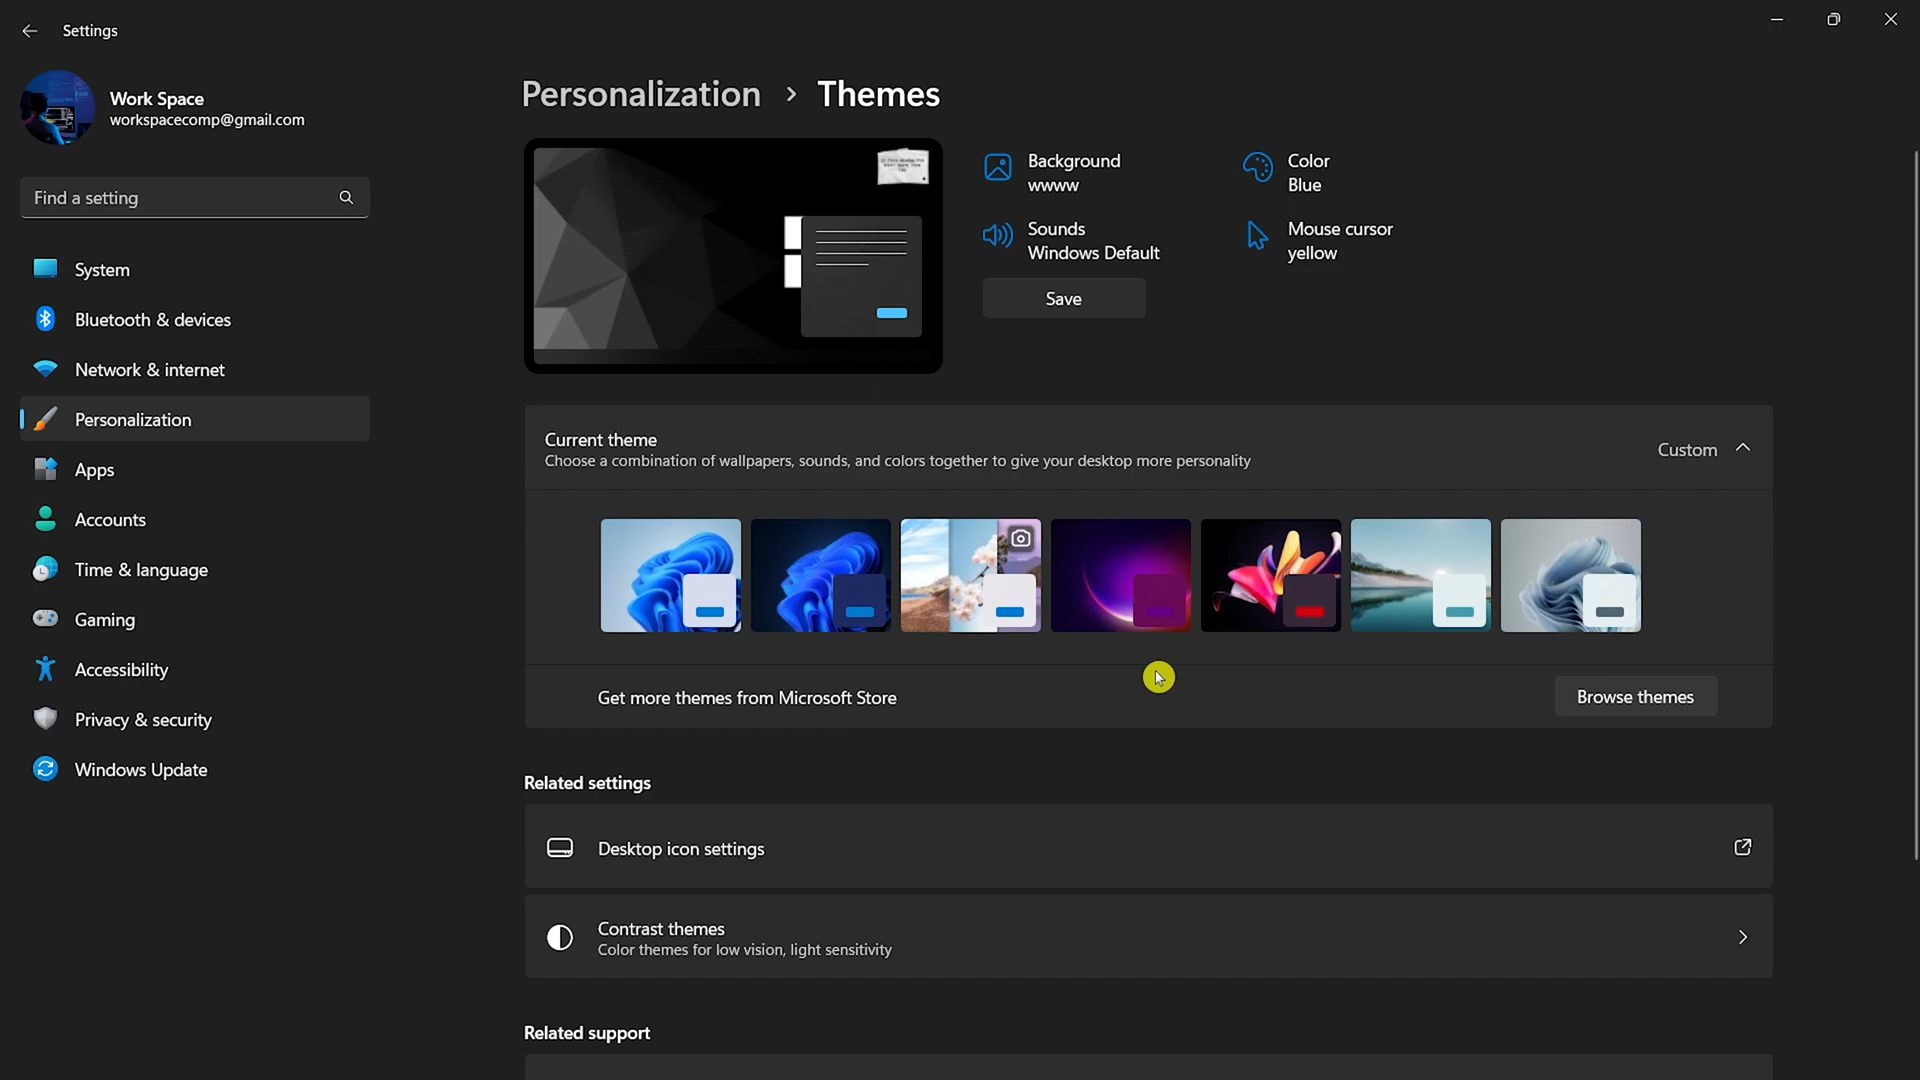 Settings
Work Space
workspacecomp@gmail.com
Find a setting
System
Bluetooth & devices
Network & internet
Personalization
Apps
Accounts
Time & language
Gaming
Accessibility
Privacy & security
Windows Update
Personalization > Themes
Background
wwww
Color
Blue
Sounds
Windows Default
Mouse cursor
yellow
Save
Current theme
Choose a combination of wallpapers, sounds, and colors together to give your desktop more personality
Custom
Get more themes from Microsoft Store
Browse themes
Related settings
Desktop icon settings
Contrast themes
Color themes for low vision, light sensitivity
Related support